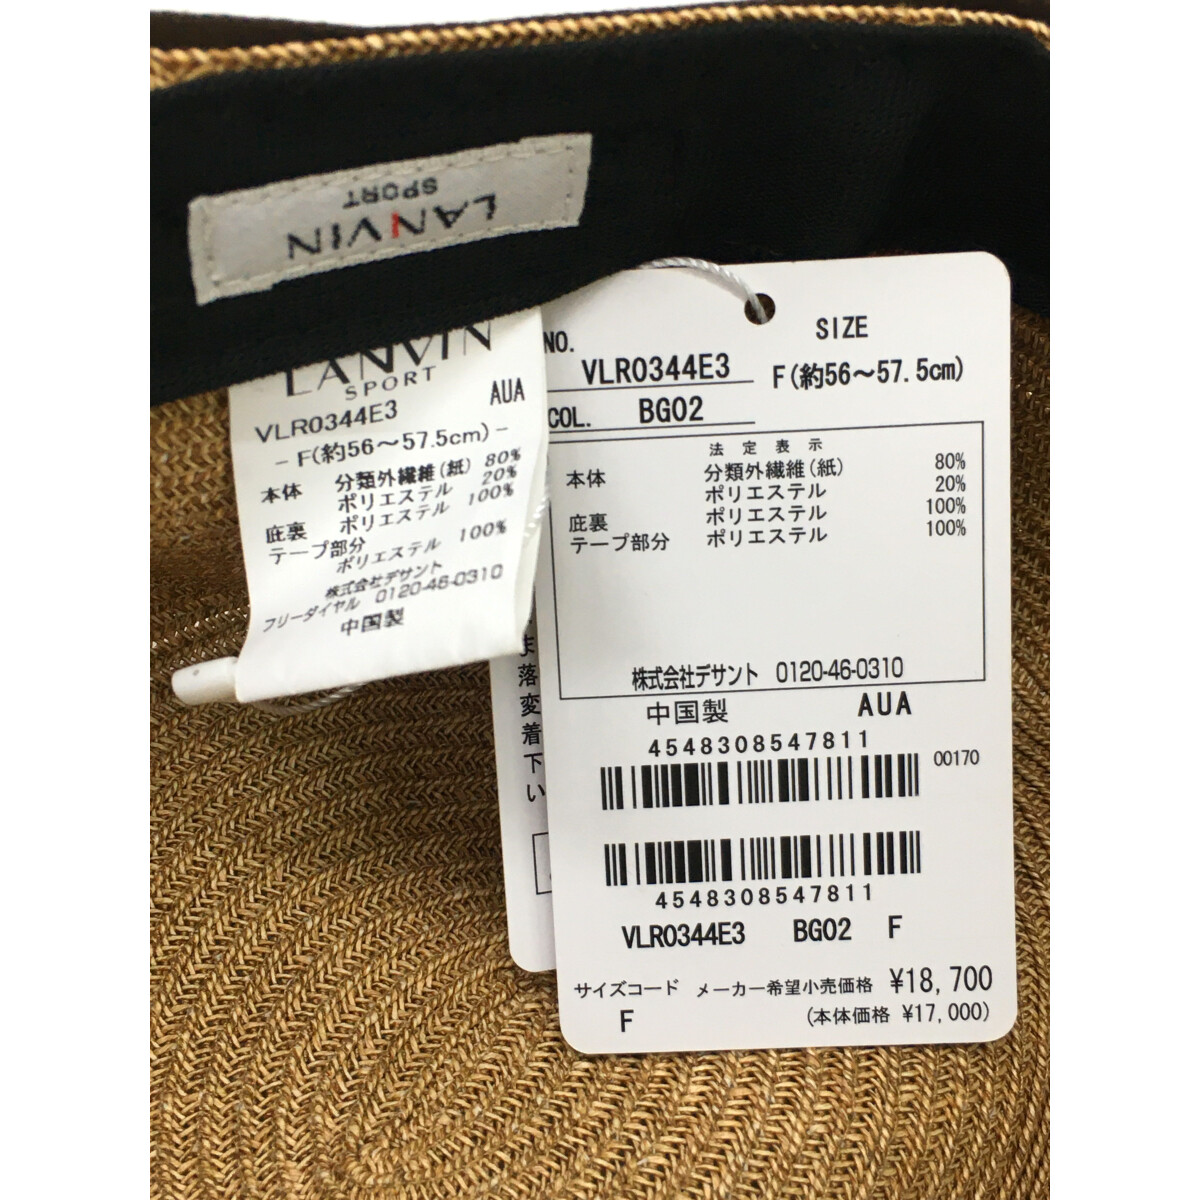 LANVIN
SPORT
LANVIN
SPORT
VLR0344E3 AUA
- F(約56～57.5cm) -
本体 分類外繊維(紙) 80%
ポリエステル 20%
庇裏 ポリエステル 100%
テープ部分
ポリエステル 100%
株式会社デサント
フリーダイヤル 0120-46-0310
中国製
NO. VLR0344E3
SIZE
F(約56～57.5cm)
COL. BG02
法定表示
本体 分類外繊維(紙) 80%
ポリエステル 20%
庇裏 ポリエステル 100%
テープ部分 ポリエステル 100%
株式会社デサント 0120-46-0310
中国製 AUA
4548308547811
00170
4548308547811
VLR0344E3 BG02 F
サイズコード メーカー希望小売価格 ¥18,700
F (本体価格 ¥17,000)
ま
落
変
着
下
い